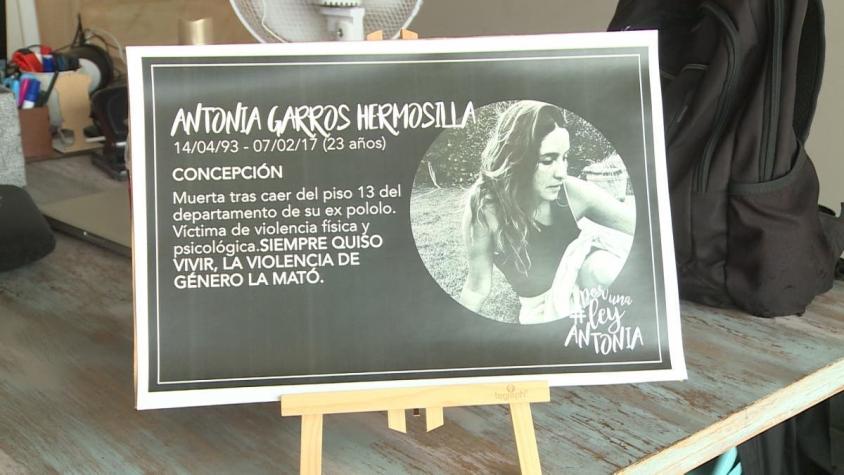 ANTONIA GARROS HERMOSILLA
14/04/93 - 07/02/17 (23 años)
CONCEPCIÓN
Muerta tras caer del piso 13 del
departamento de su ex pololo.
Víctima de violencia física y
psicológica.SIEMPRE QUISO
VIVIR, LA VIOLENCIA DE
GÉNERO LA MATÓ.
por una
#ley
ANTONIA